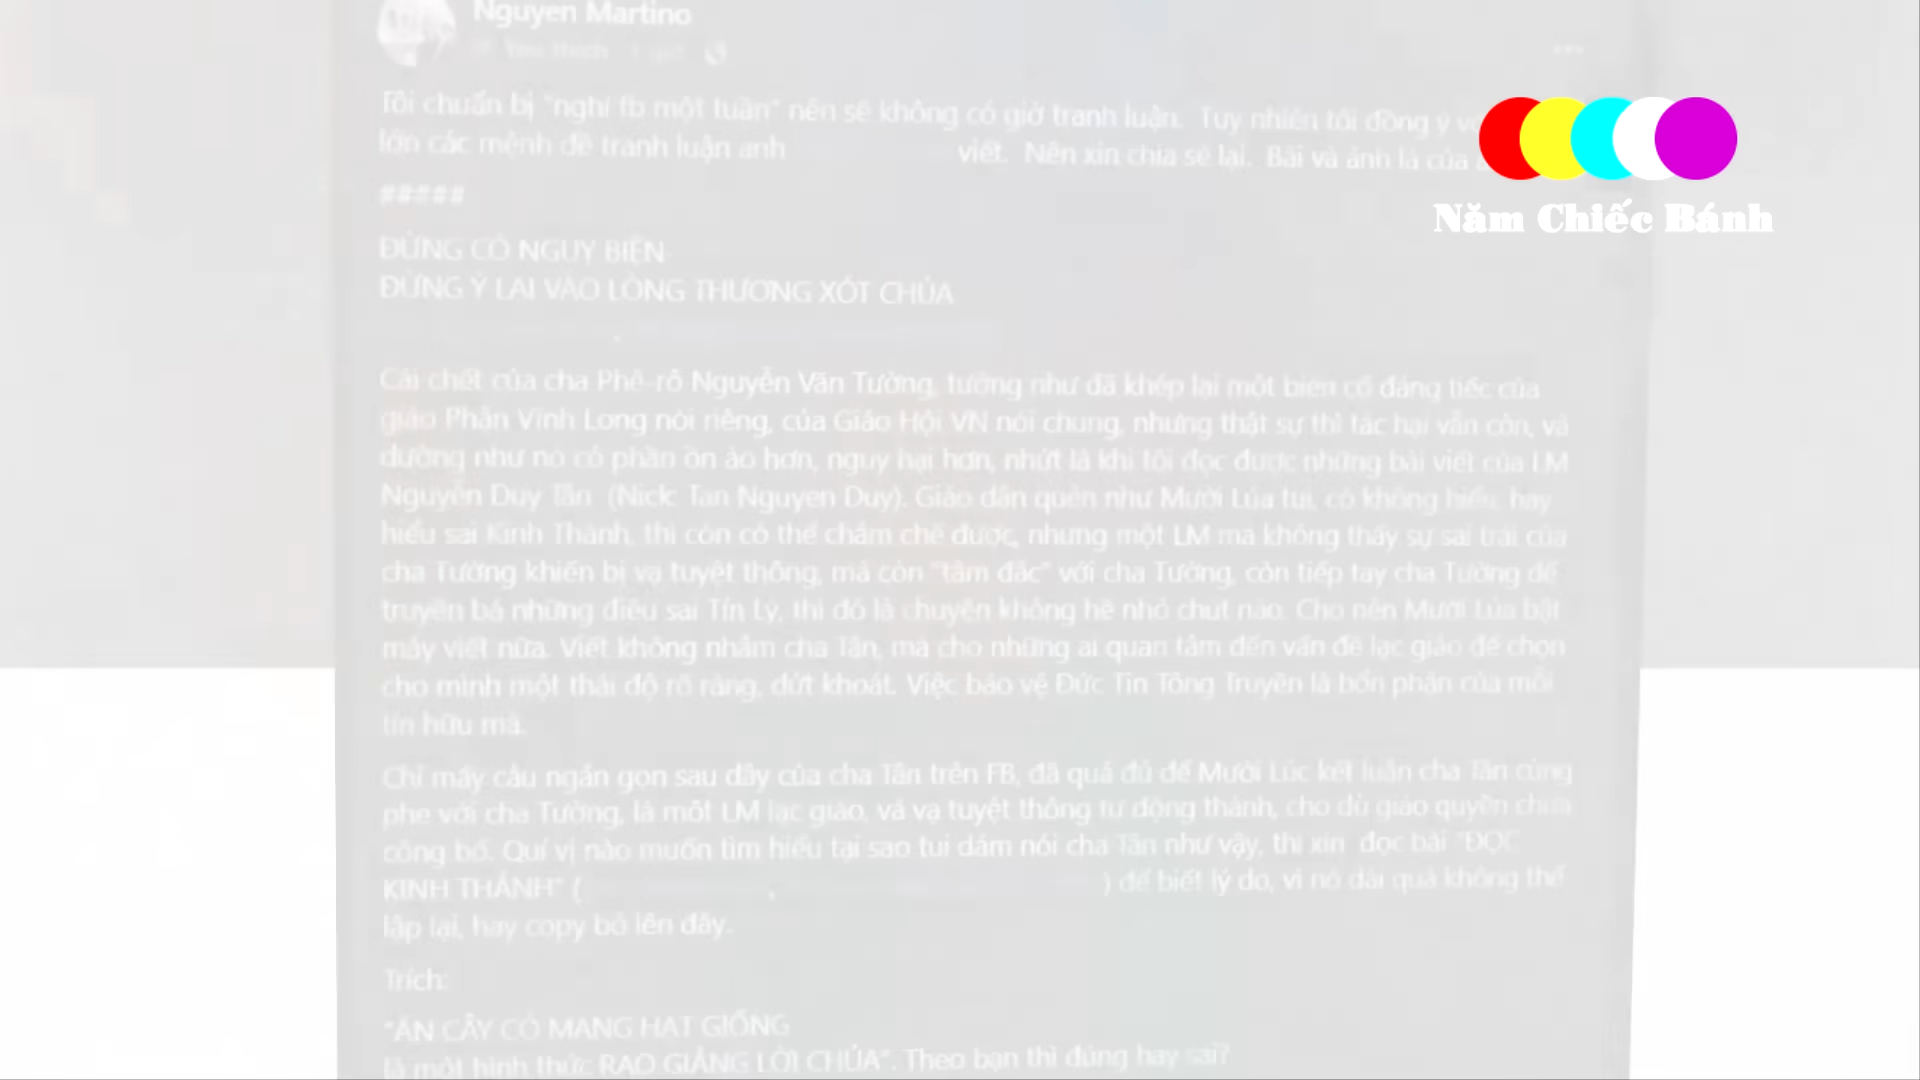 Nguyen Martino
Tôi chuẩn bị "nghỉ fb một tuần" nên sẽ không có giờ tranh luận. Tuy nhiên tôi đồng ý
Năm Chiếc Bánh
lớn các mệnh đề tranh luận anh viết. Nên xin chia sẻ lại. Bài và ảnh là của
#####
ĐỪNG CÓ NGỤY BIỆN
ĐỪNG Ỷ LẠI VÀO LÒNG THƯƠNG XÓT CHÚA
Cái chết của cha Phê-rô Nguyễn Văn Tường, tưởng như đã khép lại một biến cố đáng tiếc của
giáo Phận Vĩnh Long nói riêng, của Giáo Hội VN nói chung, nhưng thật sự thì tác hại vẫn còn, và
dường như nó có phần ồn ào hơn, nguy hại hơn, nhứt là khi tôi đọc được những bài viết của LM
Nguyễn Duy Tân (Nick Tan Nguyen Duy). Giáo dân quèn như Mười Lúa tui, có không hiểu, hay
hiểu sai Kinh Thánh, thì còn có thể châm chế được, nhưng một LM mà không thấy sự sai trái của
cha Tường khiến bị vạ tuyệt thông, mà còn "tâm đắc" với cha Tường, còn tiếp tay cha Tường để
truyền bá những điều sai Tín Lý, thì đó là chuyện không hề nhỏ chút nào. Cho nên Mười Lúa bật
máy viết nữa. Viết không nhằm cha Tân, mà cho những ai quan tâm đến vấn đề lạc giáo để chọn
cho mình một thái độ rõ ràng, dứt khoát. Việc bảo vệ Đức Tin Tông Truyền là bổn phận của mỗi
tín hữu mà.
Chỉ mấy câu ngắn gọn sau đây của cha Tân trên FB, đã quá đủ để Mười Lúc kết luận cha Tân cùng
phe với cha Tường, là một LM lạc giáo, và vạ tuyệt thông tự động thành, cho dù giáo quyền chưa
công bố. Quí vị nào muốn tìm hiểu tại sao tui dám nói cha Tân như vậy, thì xin đọc bài "ĐỌC
KINH THÁNH" ( ) để biết lý do, vì nó dài quá không thể
lập lại, hay copy bỏ lên đây.
Trích:
"ĂN CÂY CÓ MANG HẠT GIỐNG
là một hình thức RAO GIẢNG LỜI CHÚA". Theo bạn thì đúng hay sai?